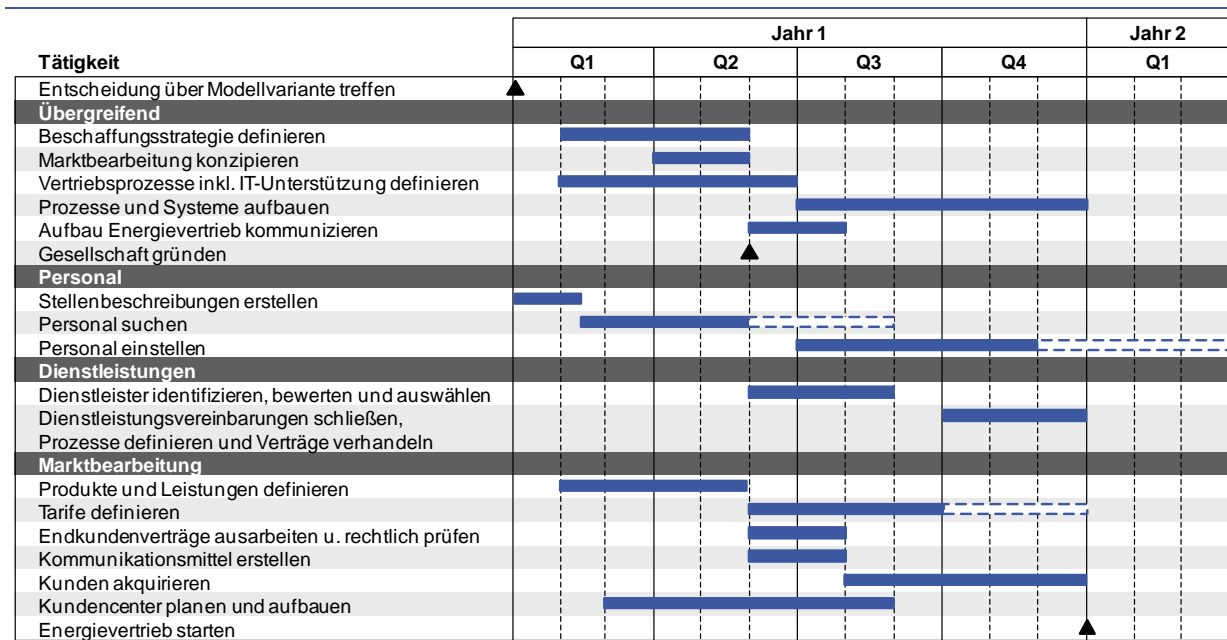 Jahr 1 Jahr 2
Tätigkeit Q1 Q2 Q3 Q4 Q1
Entscheidung über Modellvariante treffen
Übergreifend
Beschaffungsstrategie definieren
Marktbearbeitung konzipieren
Vertriebsprozesse inkl. IT-Unterstützung definieren
Prozesse und Systeme aufbauen
Aufbau Energievertrieb kommunizieren
Gesellschaft gründen
Personal
Stellenbeschreibungen erstellen
Personal suchen
Personal einstellen
Dienstleistungen
Dienstleister identifizieren, bewerten und auswählen
Dienstleistungsvereinbarungen schließen,
Prozesse definieren und Verträge verhandeln
Marktbearbeitung
Produkte und Leistungen definieren
Tarife definieren
Endkundenverträge ausarbeiten u. rechtlich prüfen
Kommunikationsmittel erstellen
Kunden akquirieren
Kundencenter planen und aufbauen
Energievertrieb starten